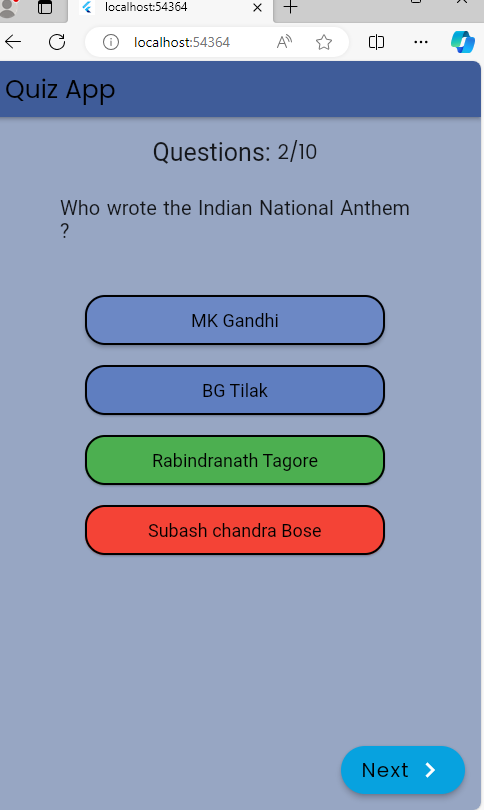 localhost:54364
localhost:54364
Quiz App
Questions: 2/10
Who wrote the Indian National Anthem
?
MK Gandhi
BG Tilak
Rabindranath Tagore
Subash chandra Bose
Next